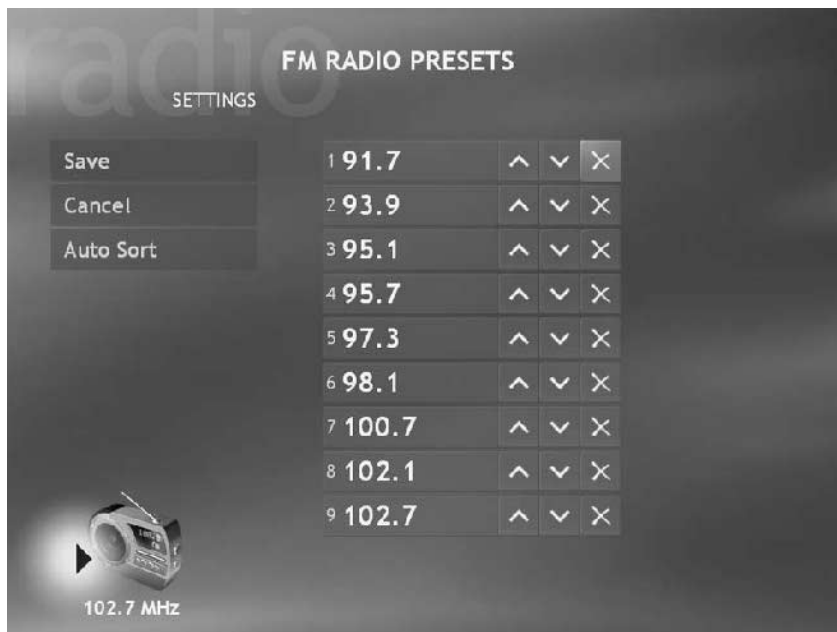 radio
FM RADIO PRESETS
SETTINGS
Save
Cancel
Auto Sort
1 91.7
2 93.9
3 95.1
4 95.7
5 97.3
6 98.1
7 100.7
8 102.1
9 102.7
102.7 MHz